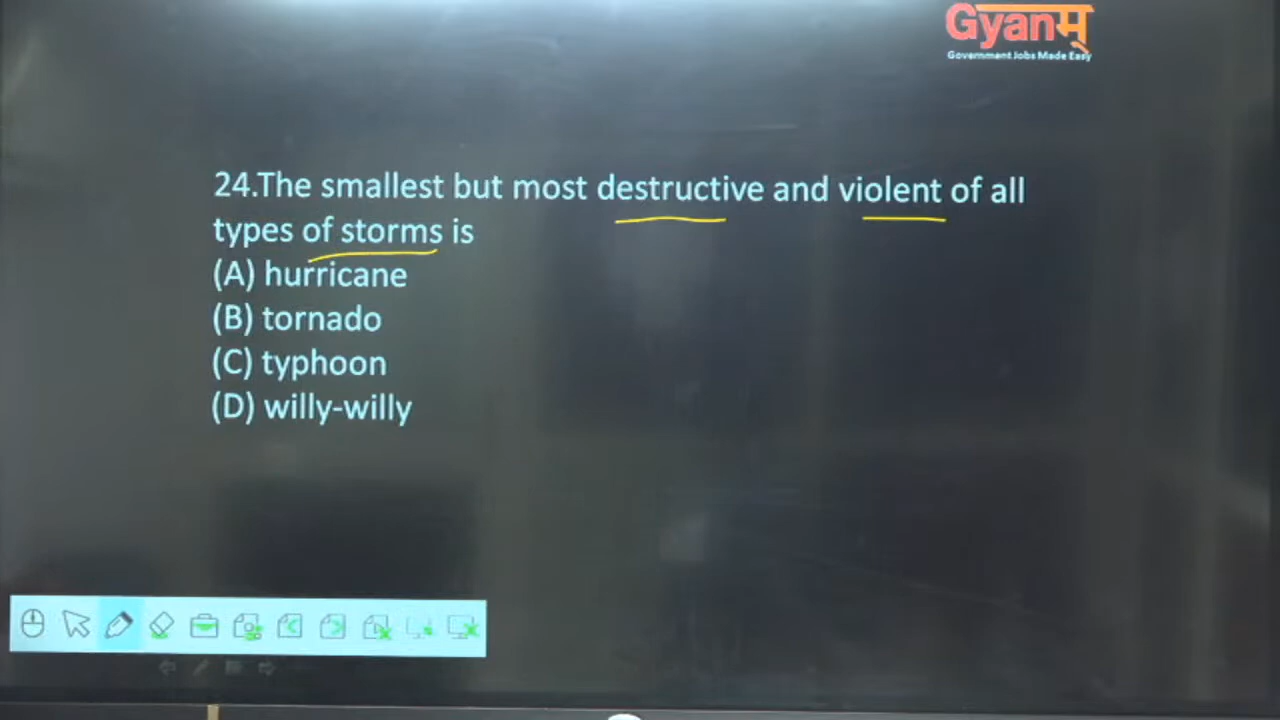 Gyanम्
Government Jobs Made Easy
24.The smallest but most destructive and violent of all
types of storms is
(A) hurricane
(B) tornado
(C) typhoon
(D) willy-willy